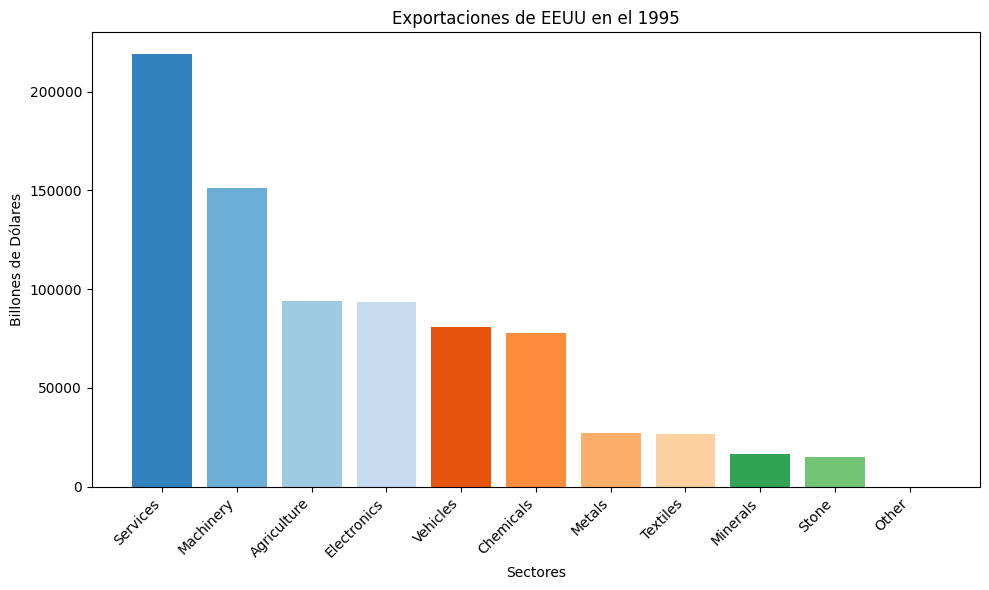 Exportaciones de EEUU en el 1995
Billones de Dólares
200000
150000
100000
50000
0
Services
Machinery
Agriculture
Electronics
Vehicles
Chemicals
Metals
Textiles
Minerals
Stone
Other
Sectores